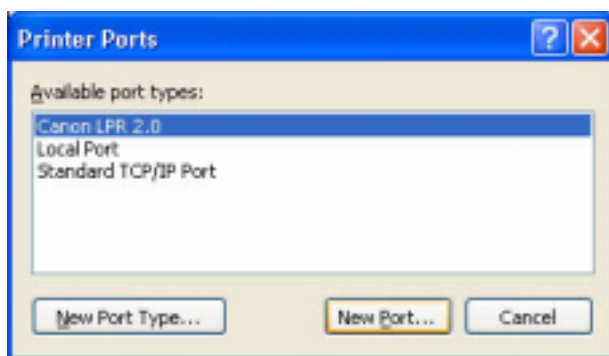 Printer Ports
Available port types:
Canon LPR 2.0
Local Port
Standard TCP/IP Port
New Port Type...
New Port...
Cancel